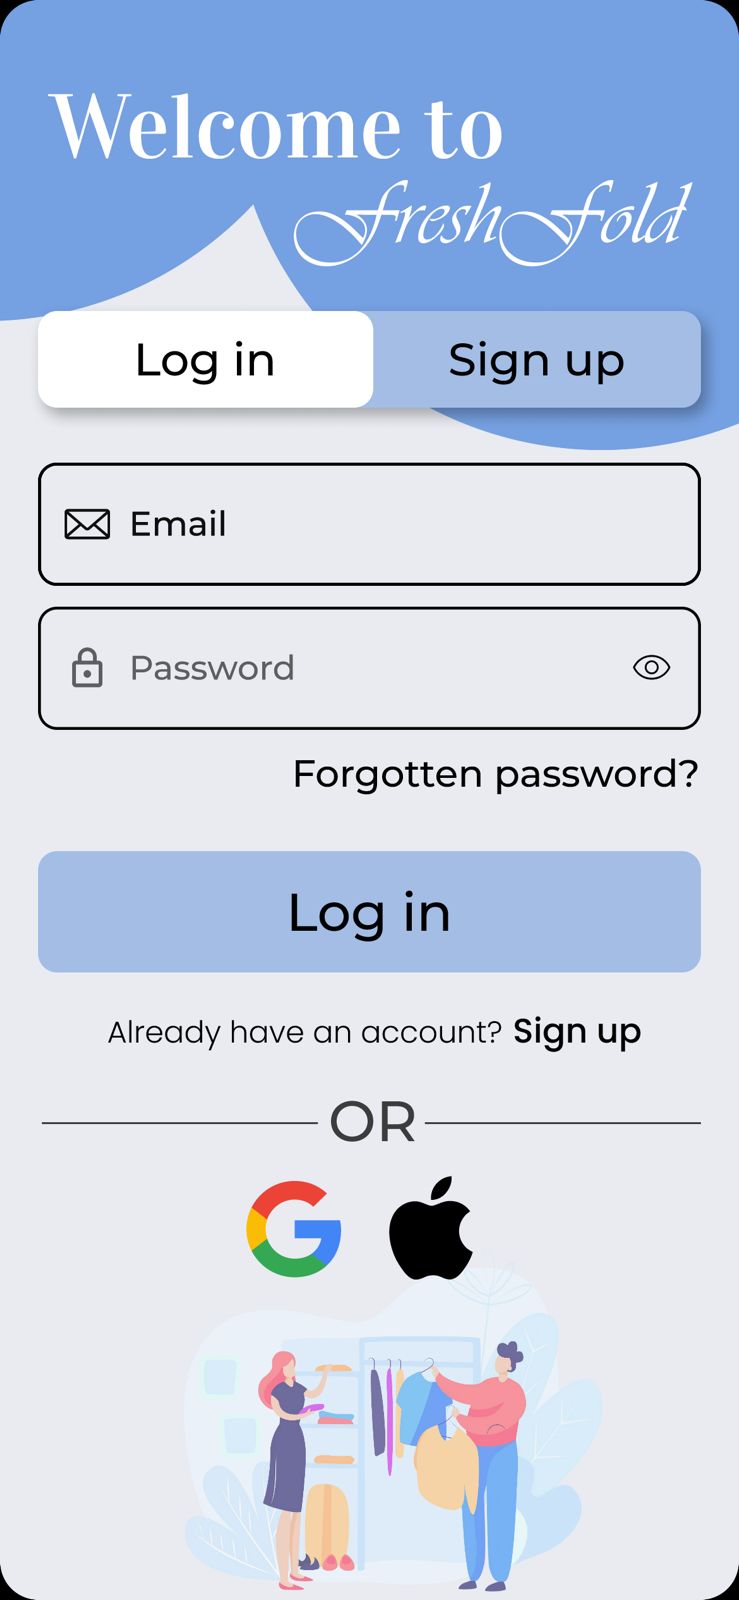 Welcome to
FreshFold
Log in
Sign up
Email
Password
Forgotten password?
Log in
Already have an account? Sign up
OR